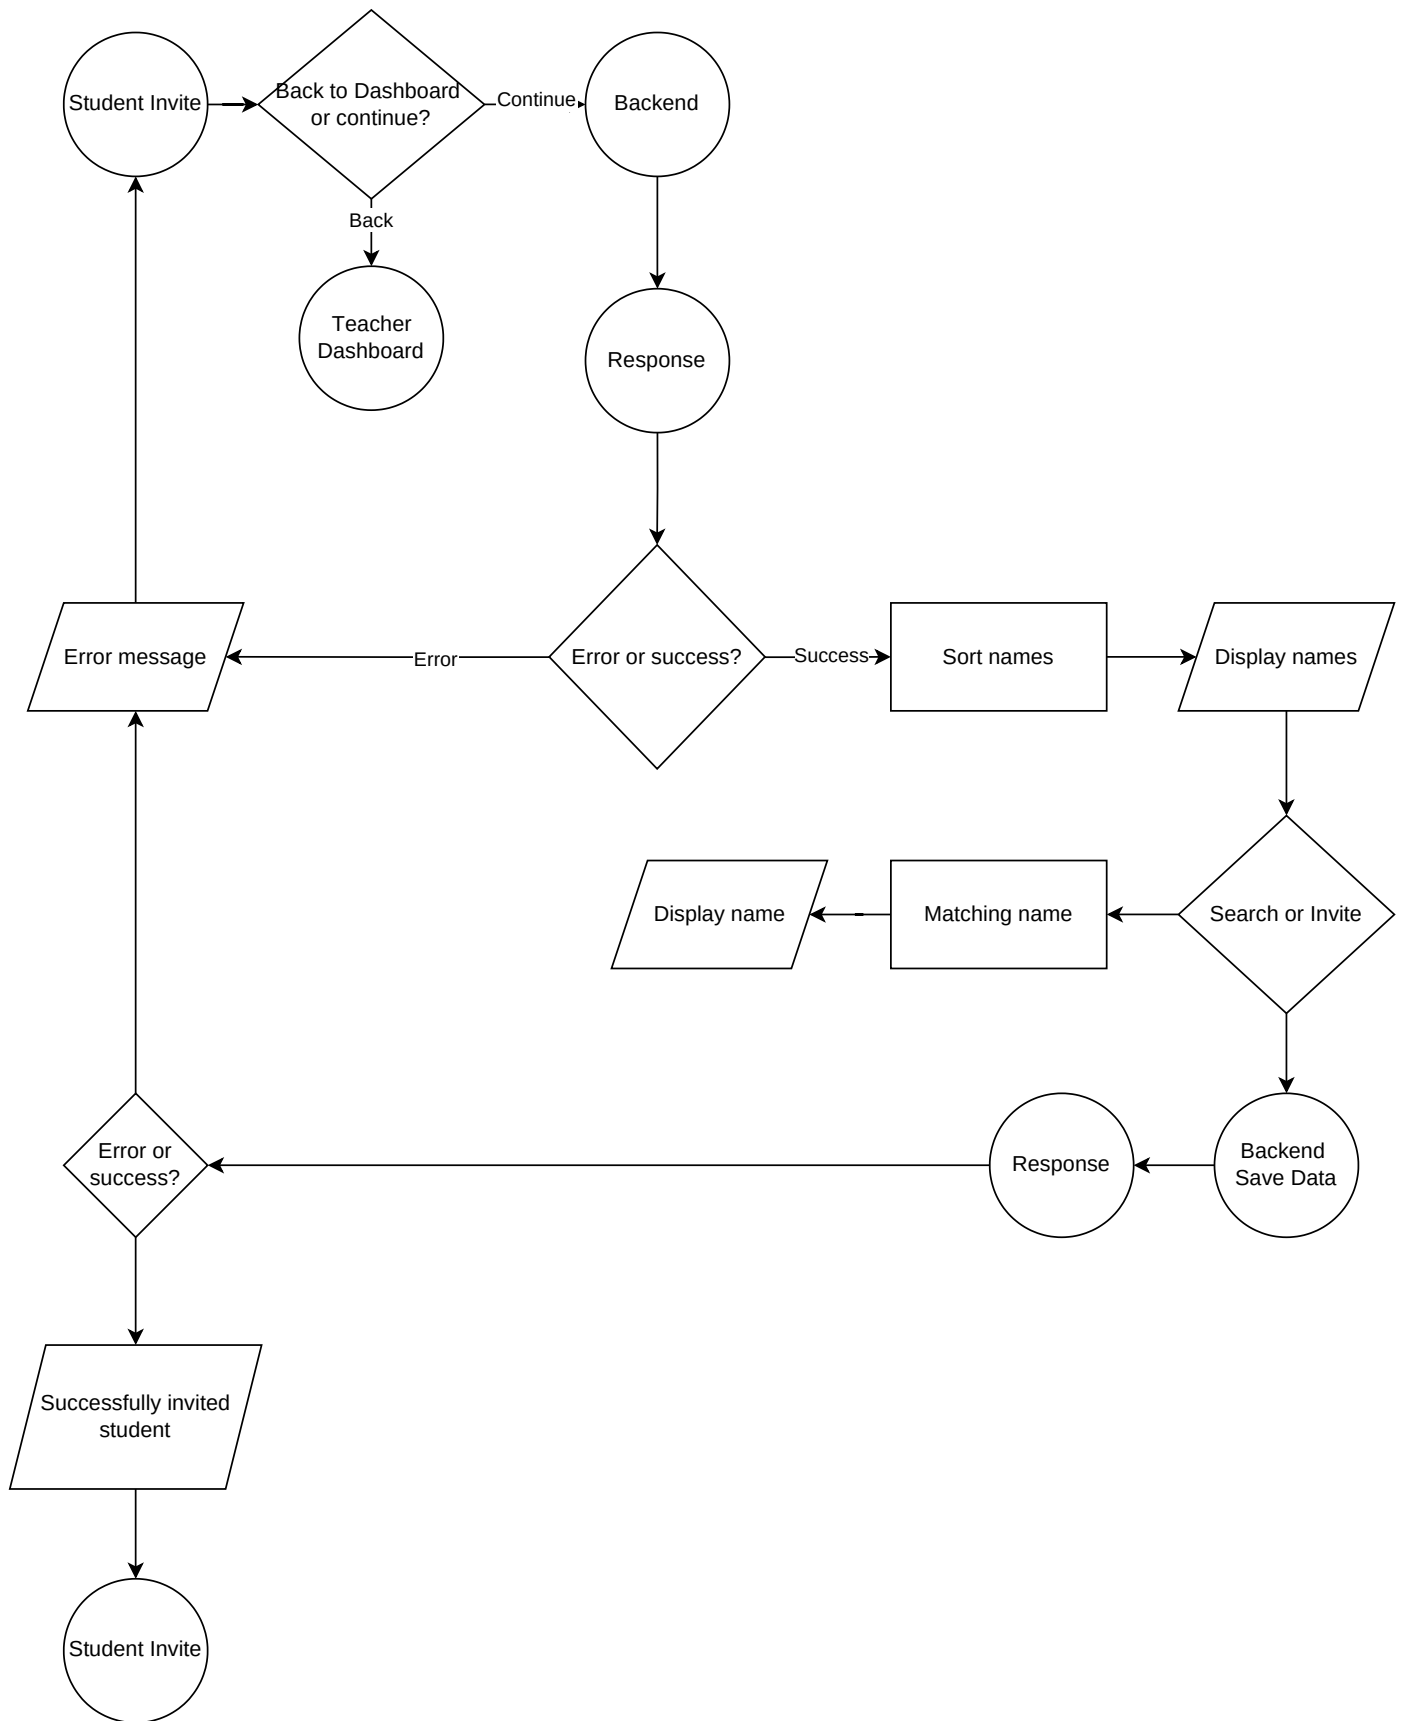 Student Invite
Back to Dashboard
or continue?
Continue
Backend
Back
Teacher
Dashboard
Response
Error message
Error
Error or success?
Success
Sort names
Display names
Display name
Matching name
Search or Invite
Error or
success?
Response
Backend
Save Data
Successfully invited
student
Student Invite